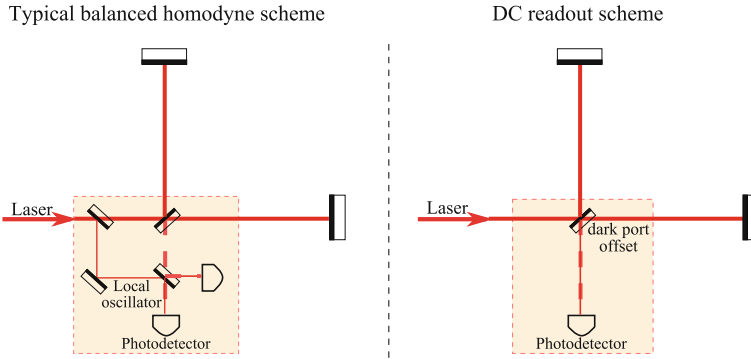 Typical balanced homodyne scheme
Laser
Local
oscillator
Photodetector
DC readout scheme
Laser
dark port
offset
Photodetector